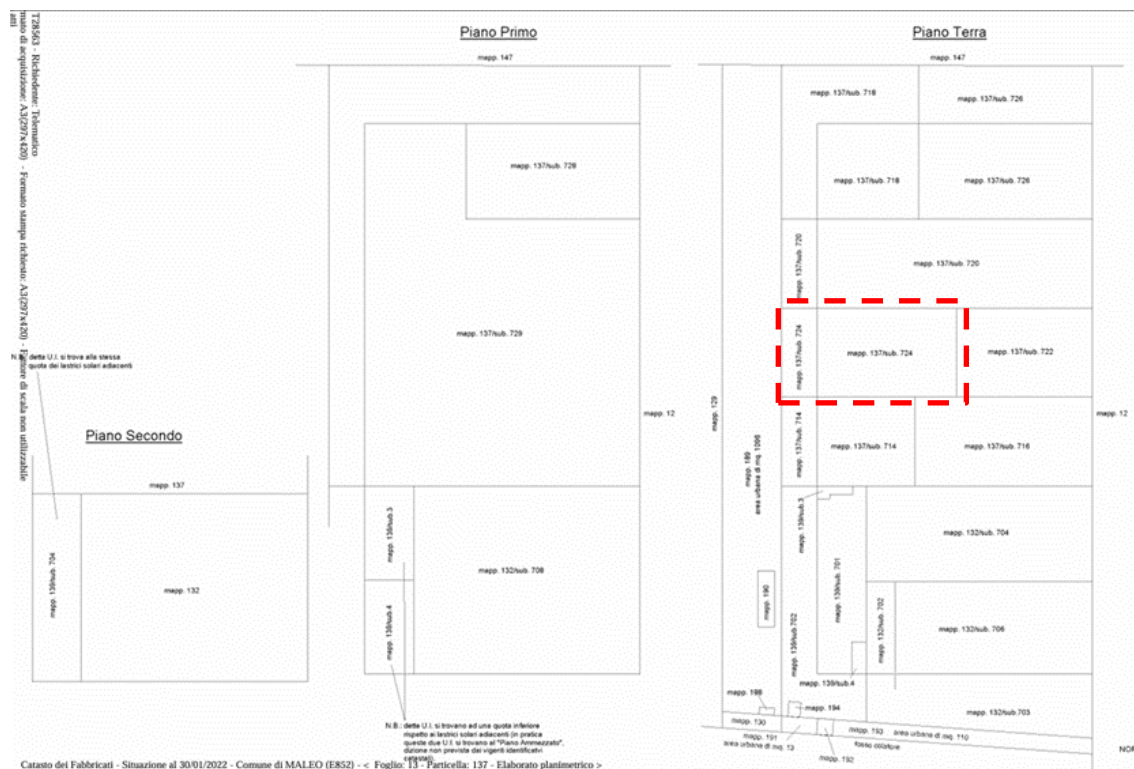 T28563 - Richiedente: Telematico
mato di acquisizione: A3(297x420) - Formato stampa richiesto: A3(297x420) - Fattore di scala non utilizzabile
atti
Piano Primo
mapp. 147
mapp. 137/sub. 728
mapp. 137/sub. 729
mapp. 12
mapp. 139/sub.3
mapp. 139/sub.4
mapp. 132/sub. 708
N.B.: dette U.I. si trovano ad una quota inferiore
rispetto ai lastrici solari adiacenti (in pratica
queste due U.I. si trovano al "Piano Ammezzato",
dizione non prevista dai vigenti identificatvi
catastali).
N.B. detta U.I. si trova alla stessa
quota dei lastrici solari adiacenti
Piano Secondo
mapp. 137
mapp. 139/sub. 704
mapp. 132
Piano Terra
mapp. 147
mapp. 137/sub. 718
mapp. 137/sub. 726
mapp. 137/sub. 718
mapp. 137/sub. 726
mapp. 137/sub. 720
mapp. 137/sub. 720
mapp. 137/sub. 724
mapp. 137/sub. 724
mapp. 137/sub. 722
mapp. 129
mapp. 12
mapp. 137/sub. 714
mapp. 137/sub. 714
mapp. 137/sub. 716
mapp. 189
area urbana di mq. 1096
mapp. 139/sub.3
mapp. 132/sub. 704
mapp. 139/sub. 701
mapp. 190
mapp. 139/sub.702
mapp. 132/sub. 702
mapp. 132/sub. 706
mapp. 139/sub.4
mapp. 198
mapp. 194
mapp. 132/sub.703
mapp. 130
mapp. 191
area urbana di mq. 13
mapp. 193
area urbana di mq. 110
fosso colatore
mapp. 192
NOR
Catasto dei Fabbricati - Situazione al 30/01/2022 - Comune di MALEO (E852) - < Foglio: 13 - Particella: 137 - Elaborato planimetrico >